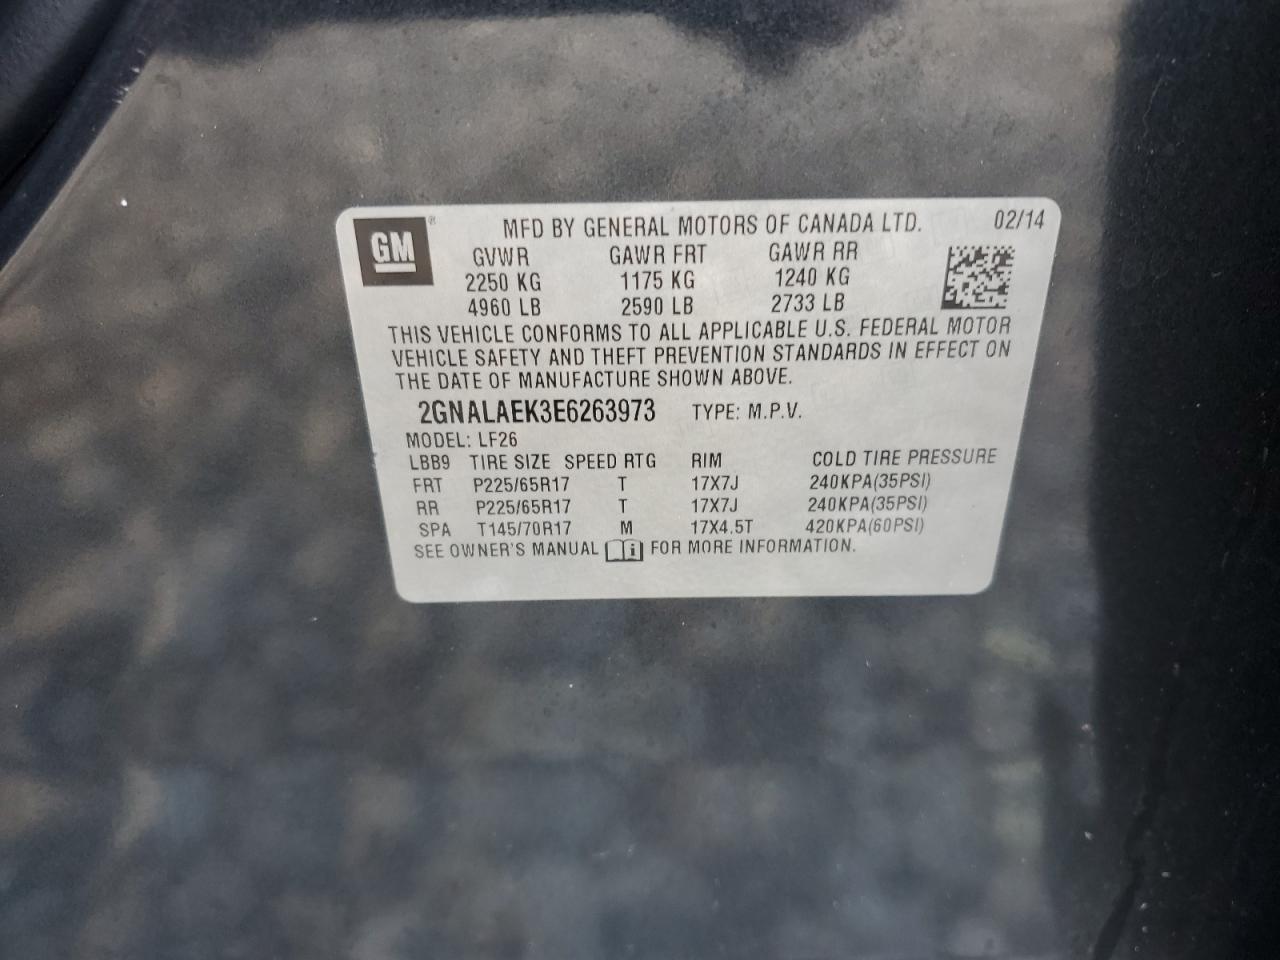 GM ® MFD BY GENERAL MOTORS OF CANADA LTD. 02/14
GVWR GAWR FRT GAWR RR
2250 KG 1175 KG 1240 KG
4960 LB 2590 LB 2733 LB
THIS VEHICLE CONFORMS TO ALL APPLICABLE U.S. FEDERAL MOTOR
VEHICLE SAFETY AND THEFT PREVENTION STANDARDS IN EFFECT ON
THE DATE OF MANUFACTURE SHOWN ABOVE.
2GNALAEK3E6263973 TYPE: M.P.V.
MODEL: LF26
LBB9 TIRE SIZE SPEED RTG RIM COLD TIRE PRESSURE
FRT P225/65R17 T 17X7J 240KPA(35PSI)
RR P225/65R17 T 17X7J 240KPA(35PSI)
SPA T145/70R17 M 17X4.5T 420KPA(60PSI)
SEE OWNER'S MANUAL i FOR MORE INFORMATION.